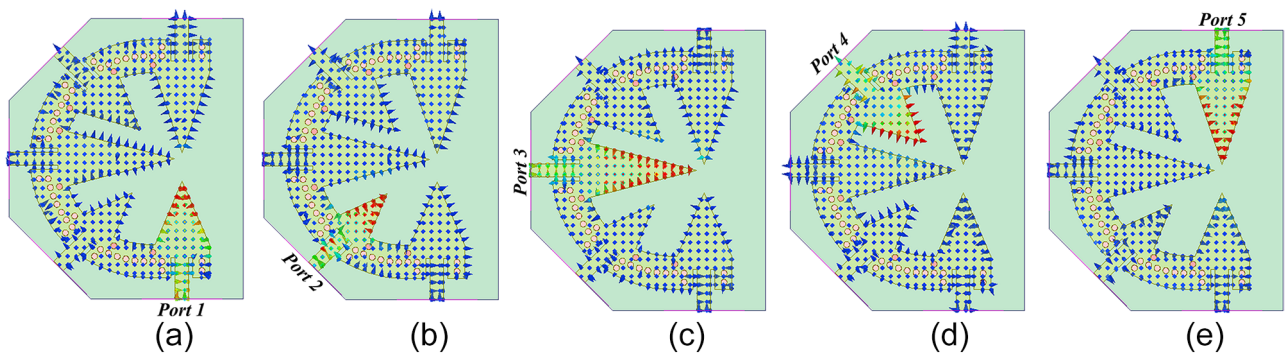 Port 1
Port 2
Port 3
Port 4
Port 5
(a)
(b)
(c)
(d)
(e)